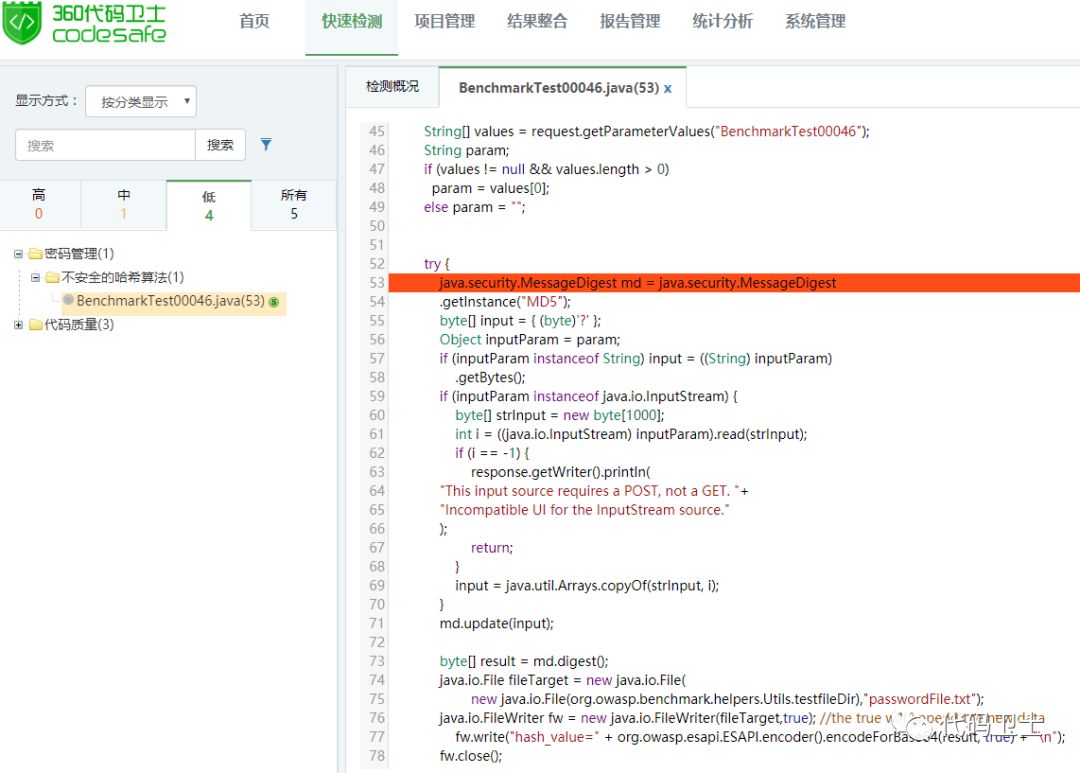 360代码卫士
codesafe
首页 快速检测 项目管理 结果整合 报告管理 统计分析 系统管理
显示方式： 按分类显示
搜索 搜索
高 中 低 所有
0 1 4 5
密码管理(1)
不安全的哈希算法(1)
BenchmarkTest00046.java(53) S
代码质量(3)
检测概况 BenchmarkTest00046.java(53) x
45 String[] values = request.getParameterValues("BenchmarkTest00046");
46 String param;
47 if (values != null && values.length > 0)
48 param = values[0];
49 else param = "";
50
51
52 try {
53 java.security.MessageDigest md = java.security.MessageDigest
54 .getInstance("MD5");
55 byte[] input = { (byte)'?' };
56 Object inputParam = param;
57 if (inputParam instanceof String) input = ((String) inputParam)
58 .getBytes();
59 if (inputParam instanceof java.io.InputStream) {
60 byte[] strInput = new byte[1000];
61 int i = ((java.io.InputStream) inputParam).read(strInput);
62 if (i == -1) {
63 response.getWriter().println(
64 "This input source requires a POST, not a GET. "+
65 "Incompatible UI for the InputStream source."
66 );
67 return;
68 }
69 input = java.util.Arrays.copyOf(strInput, i);
70 }
71 md.update(input);
72
73 byte[] result = md.digest();
74 java.io.File fileTarget = new java.io.File(
75 new java.io.File(org.owasp.benchmark.helpers.Utils.testfileDir),"passwordFile.txt");
76 java.io.FileWriter fw = new java.io.FileWriter(fileTarget,true); //the true data
77 fw.write("hash_value=" + org.owasp.esapi.ESAPI.encoder().encodeForBase64(result, true) + "\n");
78 fw.close();
代码卫士